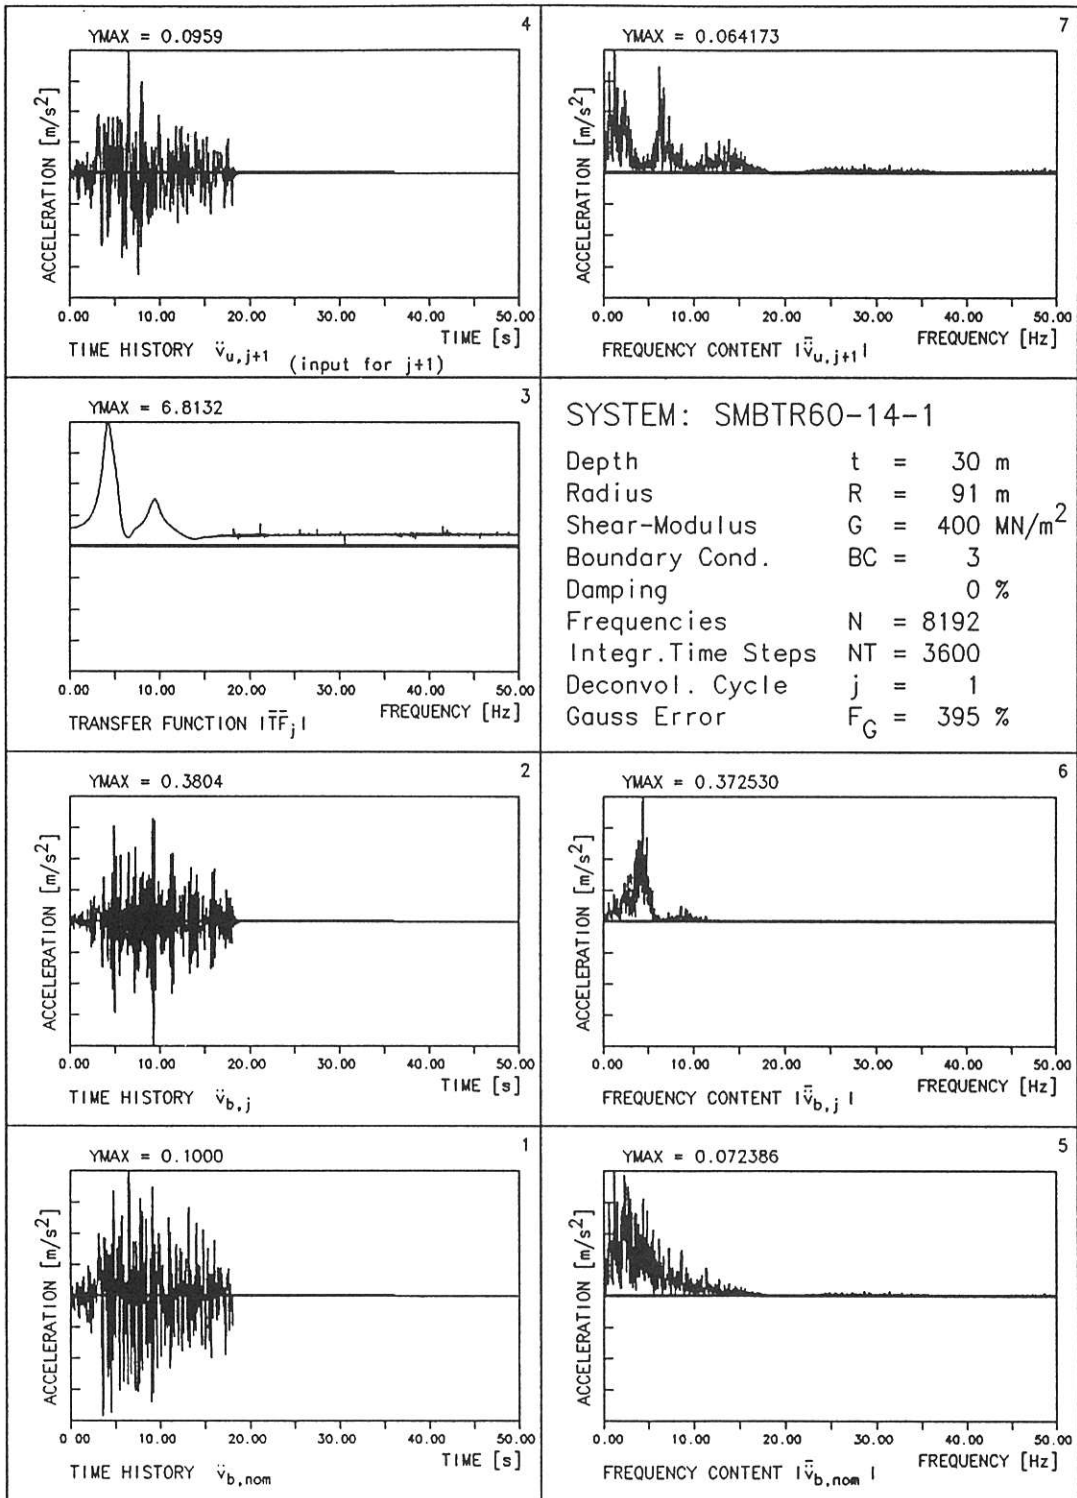 4
YMAX = 0.0959
ACCELERATION [m/s²]
0.00 10.00 20.00 30.00 40.00 50.00
TIME [s]
TIME HISTORY v̈u,j+1 (input for j+1)
7
YMAX = 0.064173
ACCELERATION [m/s²]
0.00 10.00 20.00 30.00 40.00 50.00
FREQUENCY [Hz]
FREQUENCY CONTENT |v̈̄u,j+1|
3
YMAX = 6.8132
0.00 10.00 20.00 30.00 40.00 50.00
FREQUENCY [Hz]
TRANSFER FUNCTION |T̄F̄j|
SYSTEM: SMBTR60-14-1
Depth t = 30 m
Radius R = 91 m
Shear-Modulus G = 400 MN/m²
Boundary Cond. BC = 3
Damping 0 %
Frequencies N = 8192
Integr.Time Steps NT = 3600
Deconvol. Cycle j = 1
Gauss Error FG = 395 %
2
YMAX = 0.3804
ACCELERATION [m/s²]
0.00 10.00 20.00 30.00 40.00 50.00
TIME [s]
TIME HISTORY v̈b,j
6
YMAX = 0.372530
ACCELERATION [m/s²]
0.00 10.00 20.00 30.00 40.00 50.00
FREQUENCY [Hz]
FREQUENCY CONTENT |v̈̄b,j|
1
YMAX = 0.1000
ACCELERATION [m/s²]
0.00 10.00 20.00 30.00 40.00 50.00
TIME [s]
TIME HISTORY v̈b,nom
5
YMAX = 0.072386
ACCELERATION [m/s²]
0.00 10.00 20.00 30.00 40.00 50.00
FREQUENCY [Hz]
FREQUENCY CONTENT |v̈̄b,nom|